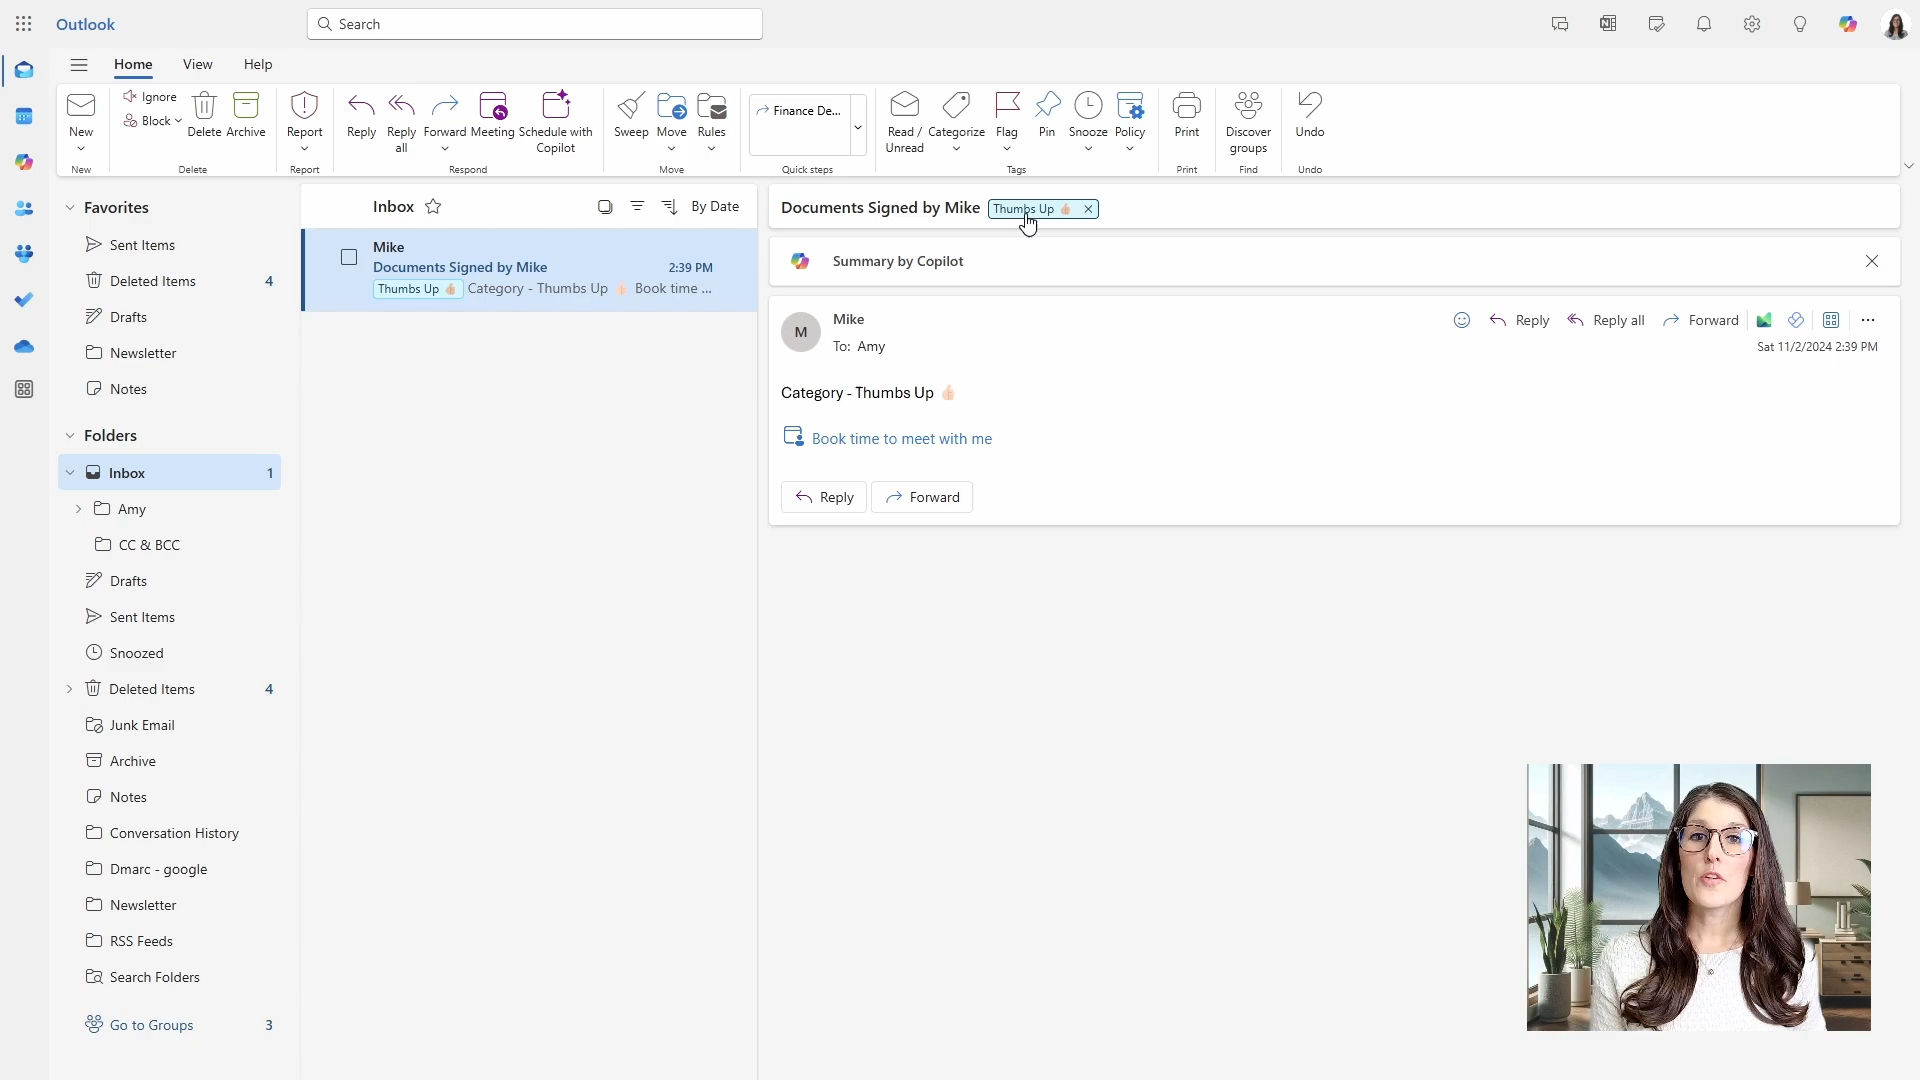 Outlook
Search
Home View Help
New
Ignore
Block
Delete
Archive
Report
Reply
Reply all
Forward
Meeting
Schedule with Copilot
Sweep
Move
Rules
Finance De...
Read / Unread
Categorize
Flag
Pin
Snooze
Policy
Print
Discover groups
Undo
New
Delete
Report
Respond
Move
Quick steps
Tags
Print
Find
Undo
Favorites
Sent Items
Deleted Items 4
Drafts
Newsletter
Notes
Folders
Inbox 1
Amy
CC & BCC
Drafts
Sent Items
Snoozed
Deleted Items 4
Junk Email
Archive
Notes
Conversation History
Dmarc - google
Newsletter
RSS Feeds
Search Folders
Go to Groups 3
Inbox
By Date
Mike
Documents Signed by Mike 2:39 PM
Thumbs Up 👍🏻 Category - Thumbs Up 👍🏻 Book time ...
Documents Signed by Mike Thumbs Up 👍🏻
Summary by Copilot
M
Mike
To: Amy
Reply Reply all Forward
Sat 11/2/2024 2:39 PM
Category - Thumbs Up 👍🏻
Book time to meet with me
Reply Forward